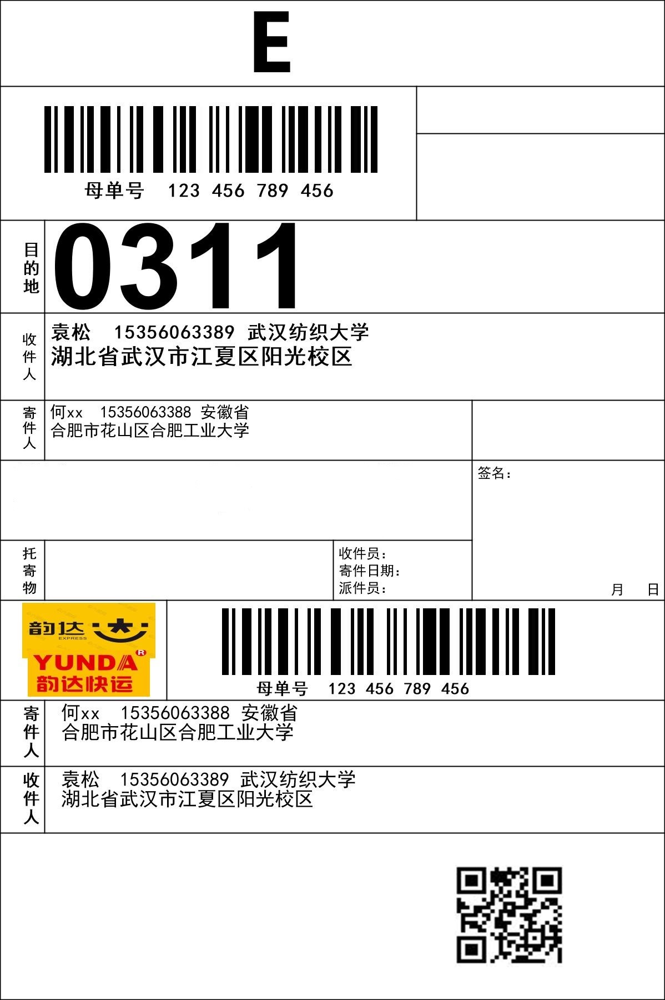 E
母单号 123 456 789 456
目的地
0311
收件人
袁松 15356063389 武汉纺织大学
湖北省武汉市江夏区阳光校区
寄件人
何xx 15356063388 安徽省
合肥市花山区合肥工业大学
签名：
托寄物
收件员：
寄件日期：
派件员：
月 日
韵达
EXPRESS
YUNDA®
韵达快运
母单号 123 456 789 456
寄件人
何xx 15356063388 安徽省
合肥市花山区合肥工业大学
收件人
袁松 15356063389 武汉纺织大学
湖北省武汉市江夏区阳光校区